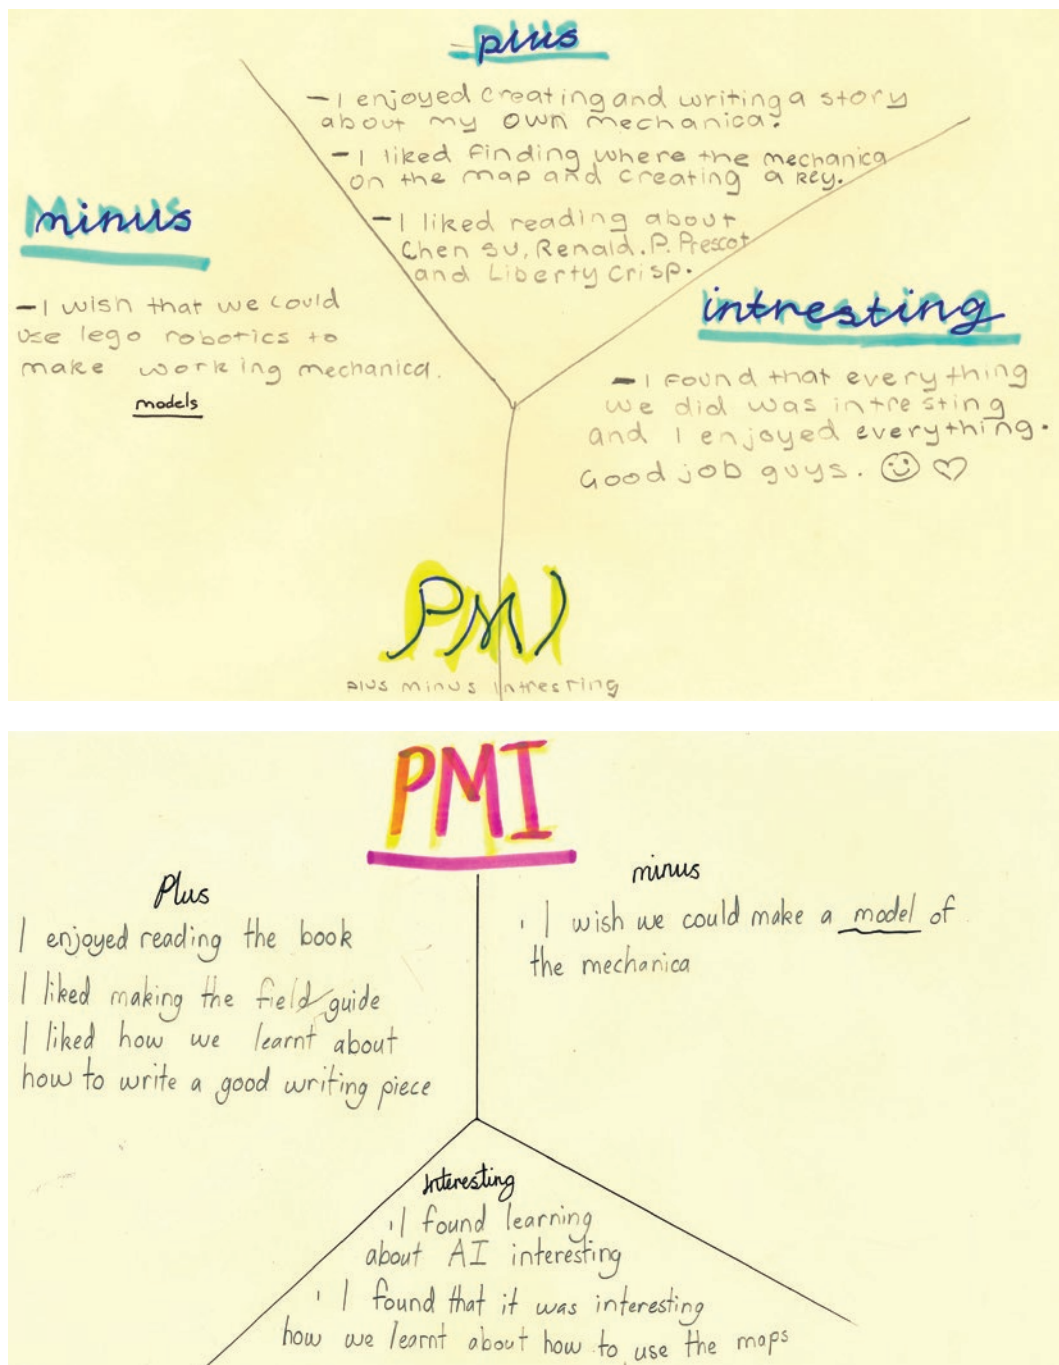 plus
- I enjoyed creating and writing a story
about my own mechanica.
- I liked finding where the mechanica
on the map and creating a key.
- I liked reading about
Chen Su, Renald. P. Prescot
and Liberty Crisp.
minus
- I wish that we could
use lego robotics to
make working mechanica.
models
intresting
- I found that everything
we did was intresting
and I enjoyed everything.
Good job guys. ☺ ♡
PMI
plus minus intresting
PMI
Plus
I enjoyed reading the book
I liked making the field guide
I liked how we learnt about
how to write a good writing piece
minus
· I wish we could make a model of
the mechanica
Interesting
· I found learning
about AI interesting
· I found that it was interesting
how we learnt about how to use the maps